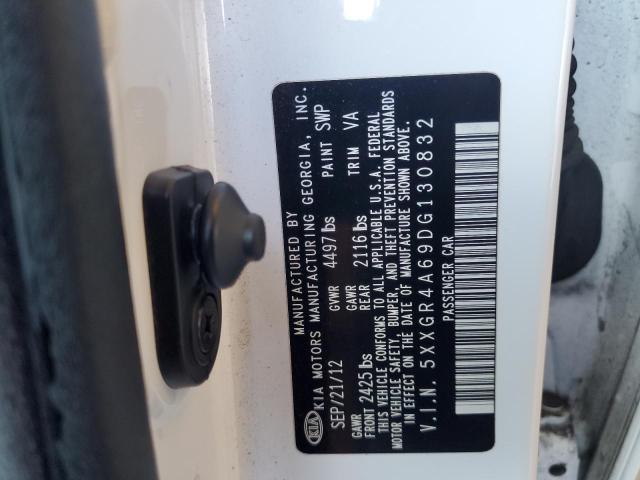 KIA MANUFACTURED BY
KIA MOTORS MANUFACTURING GEORGIA, INC.
SEP/21/12 GVWR 4497lbs PAINT SWP
GAWR FRONT 2425lbs GAWR REAR 2116lbs TRIM VA
THIS VEHICLE CONFORMS TO ALL APPLICABLE U.S.A. FEDERAL
MOTOR VEHICLE SAFETY, BUMPER, AND THEFT PREVENTION STANDARDS
IN EFFECT ON THE DATE OF MANUFACTURE SHOWN ABOVE.
V.I.N. 5XXGR4A69DG130832
PASSENGER CAR